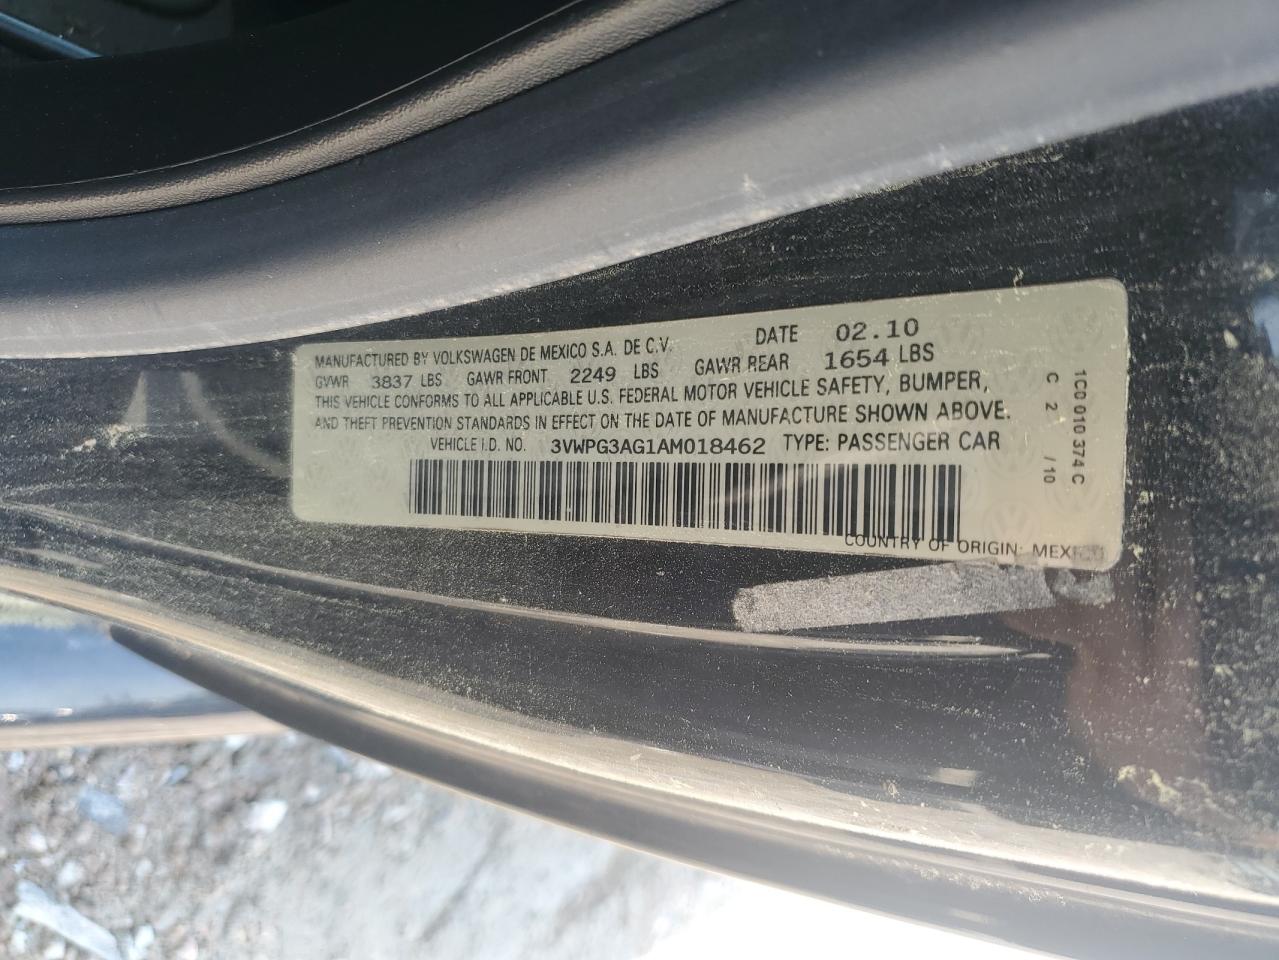 MANUFACTURED BY VOLKSWAGEN DE MEXICO S.A. DE C.V. DATE 02.10
GVWR 3837 LBS GAWR FRONT 2249 LBS GAWR REAR 1654 LBS
THIS VEHICLE CONFORMS TO ALL APPLICABLE U.S. FEDERAL MOTOR VEHICLE SAFETY, BUMPER,
AND THEFT PREVENTION STANDARDS IN EFFECT ON THE DATE OF MANUFACTURE SHOWN ABOVE.
VEHICLE I.D. NO. 3VWPG3AG1AM018462 TYPE: PASSENGER CAR
COUNTRY OF ORIGIN: MEXICO
1C0 010 374 C
C 2 / 10